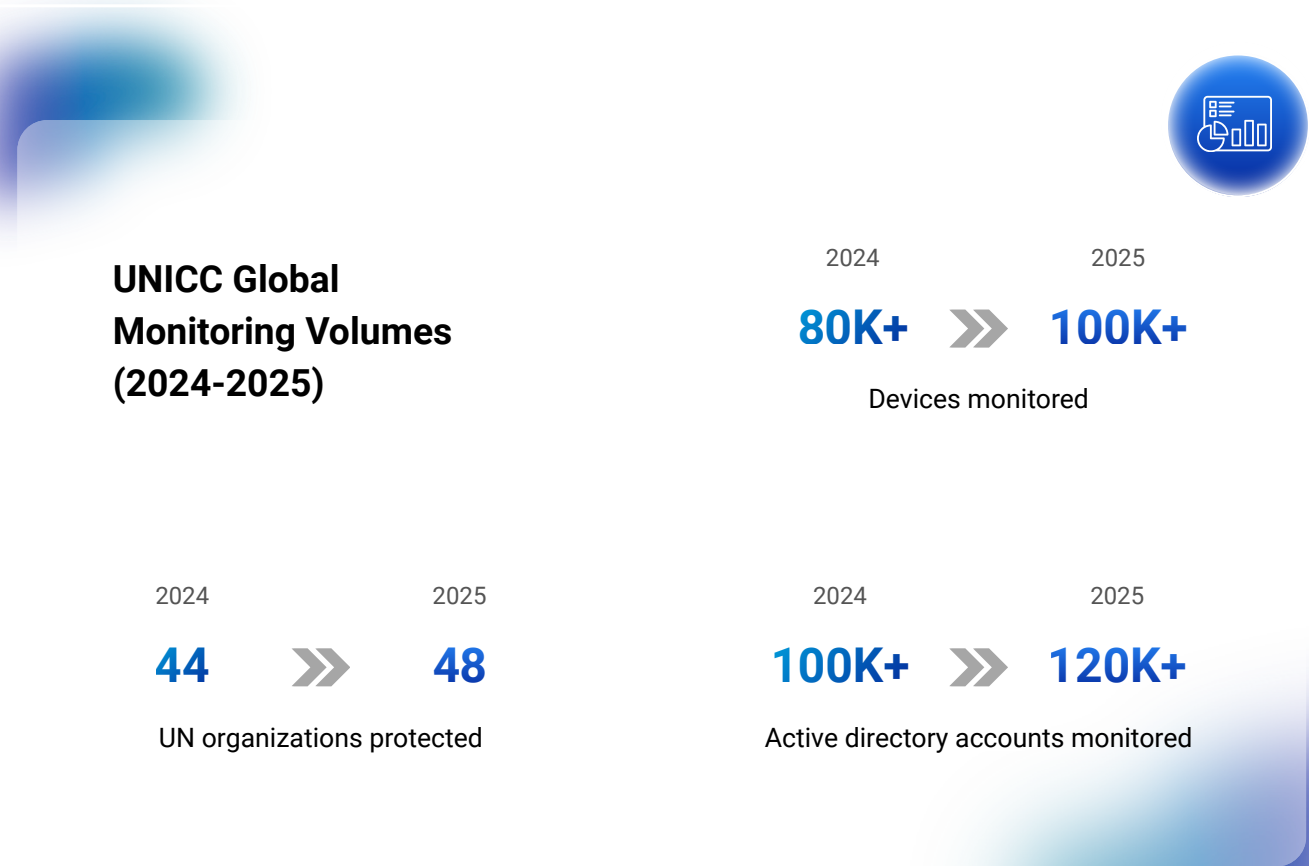 UNICC Global
Monitoring Volumes
(2024-2025)
2024 2025
80K+ 100K+
Devices monitored
2024 2025
44 48
UN organizations protected
2024 2025
100K+ 120K+
Active directory accounts monitored